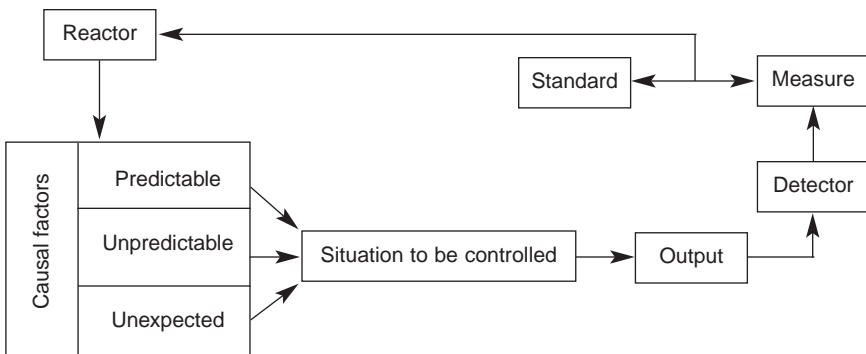 Reactor
Standard
Measure
Predictable
Detector
Causal factors
Unpredictable
Situation to be controlled
Output
Unexpected